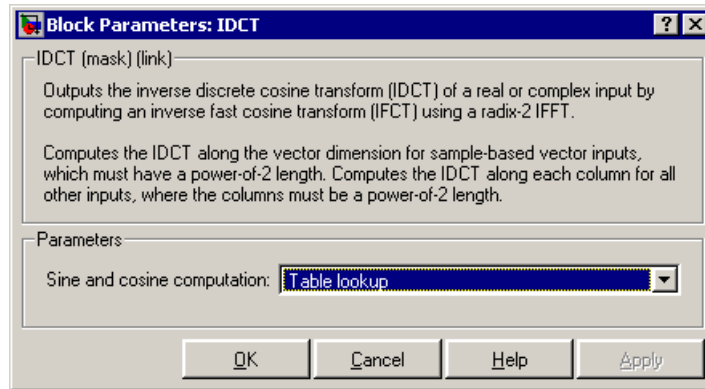 Block Parameters: IDCT
IDCT (mask) (link)
Outputs the inverse discrete cosine transform (IDCT) of a real or complex input by
computing an inverse fast cosine transform (IFCT) using a radix-2 IFFT.
Computes the IDCT along the vector dimension for sample-based vector inputs,
which must have a power-of-2 length. Computes the IDCT along each column for all
other inputs, where the columns must be a power-of-2 length.
Parameters
Sine and cosine computation: Table lookup
OK Cancel Help Apply